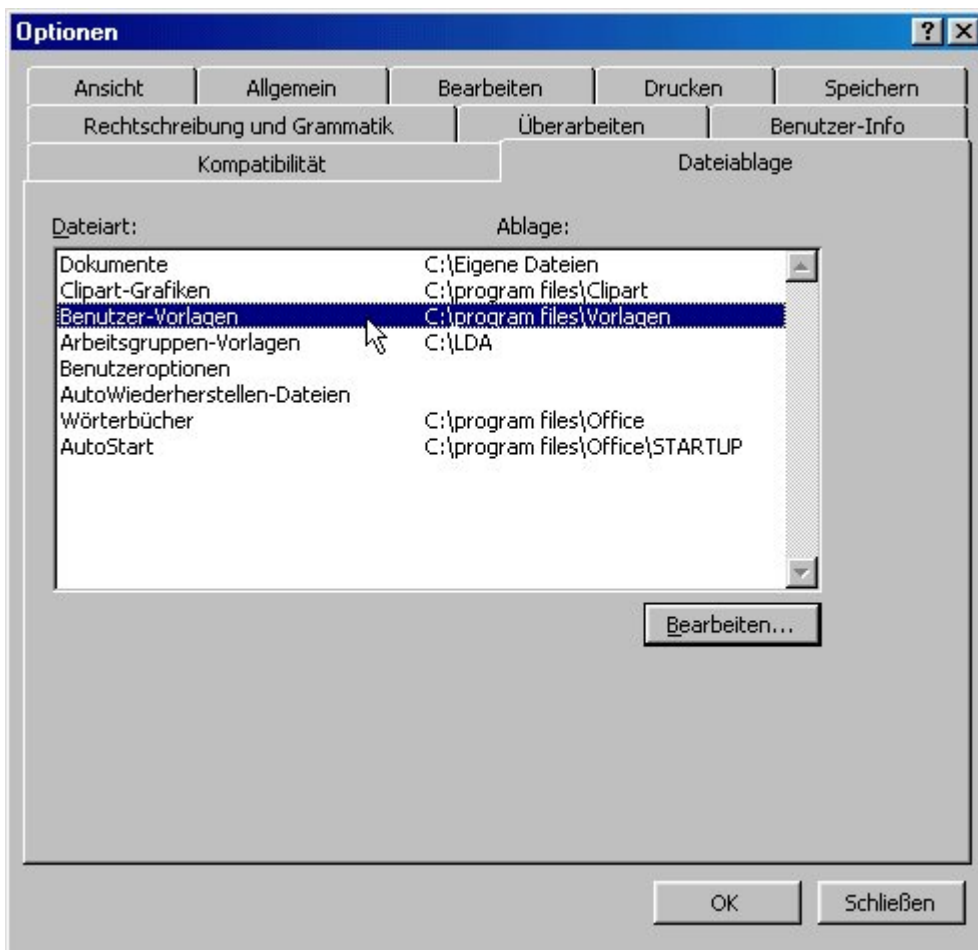 Optionen
Ansicht Allgemein Bearbeiten Drucken Speichern
Rechtschreibung und Grammatik Überarbeiten Benutzer-Info
Kompatibilität Dateiablage
Dateiart: Ablage:
Dokumente C:\Eigene Dateien
Clipart-Grafiken C:\program files\Clipart
Benutzer-Vorlagen C:\program files\Vorlagen
Arbeitsgruppen-Vorlagen C:\LDA
Benutzeroptionen
AutoWiederherstellen-Dateien
Wörterbücher C:\program files\Office
AutoStart C:\program files\Office\STARTUP
Bearbeiten...
OK Schließen